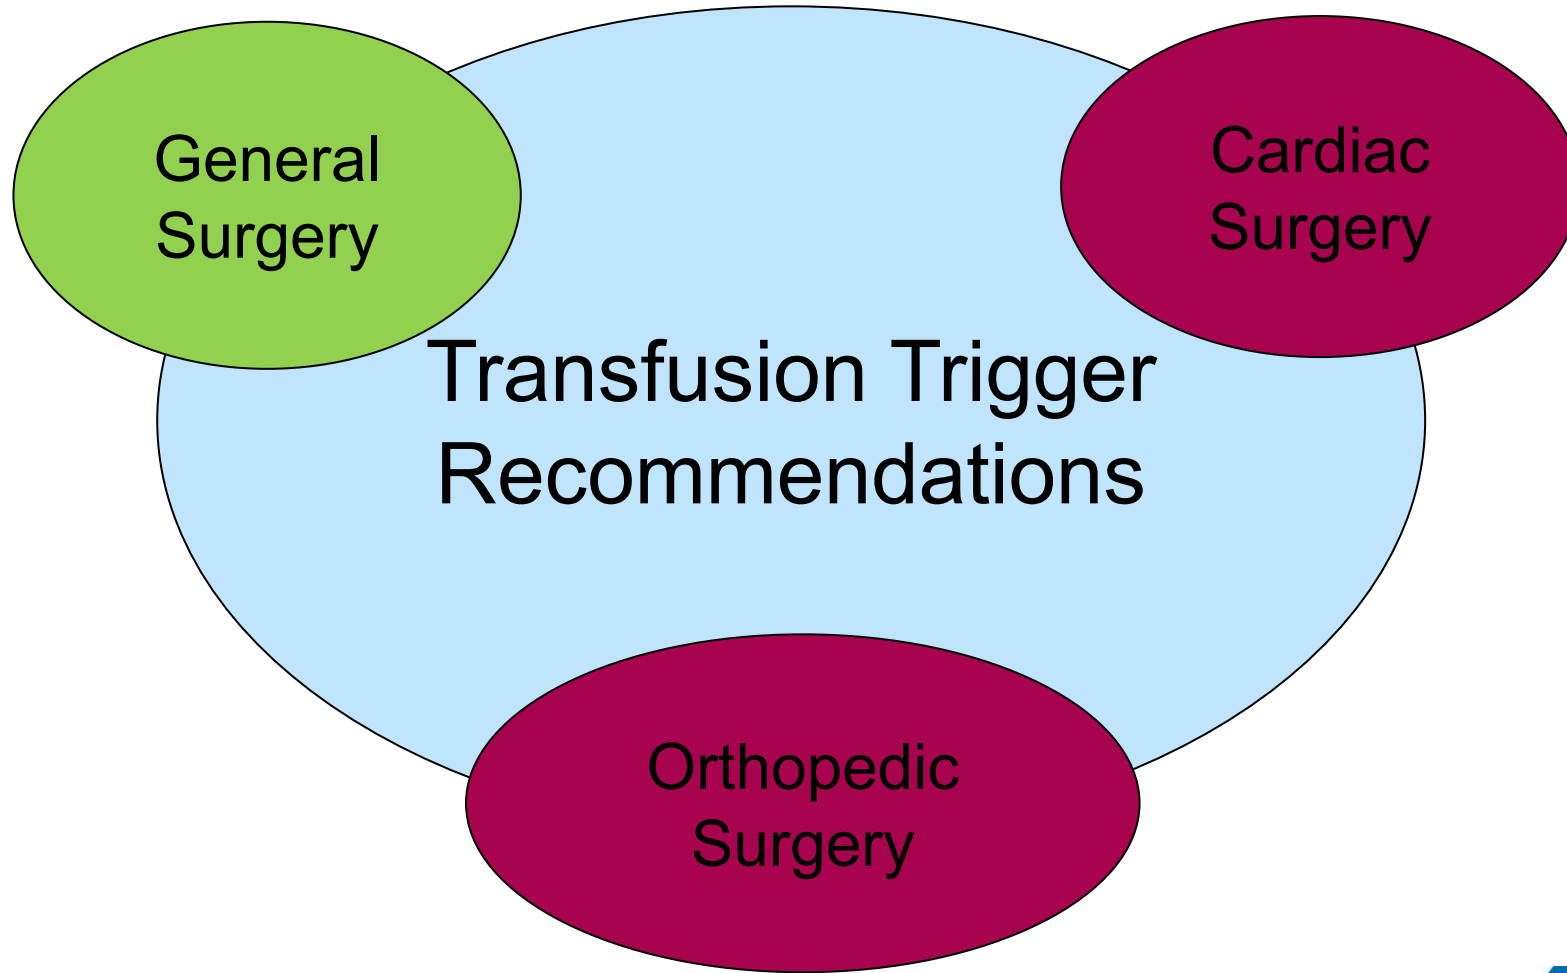 General
Surgery
Cardiac
Surgery
Transfusion Trigger
Recommendations
Orthopedic
Surgery